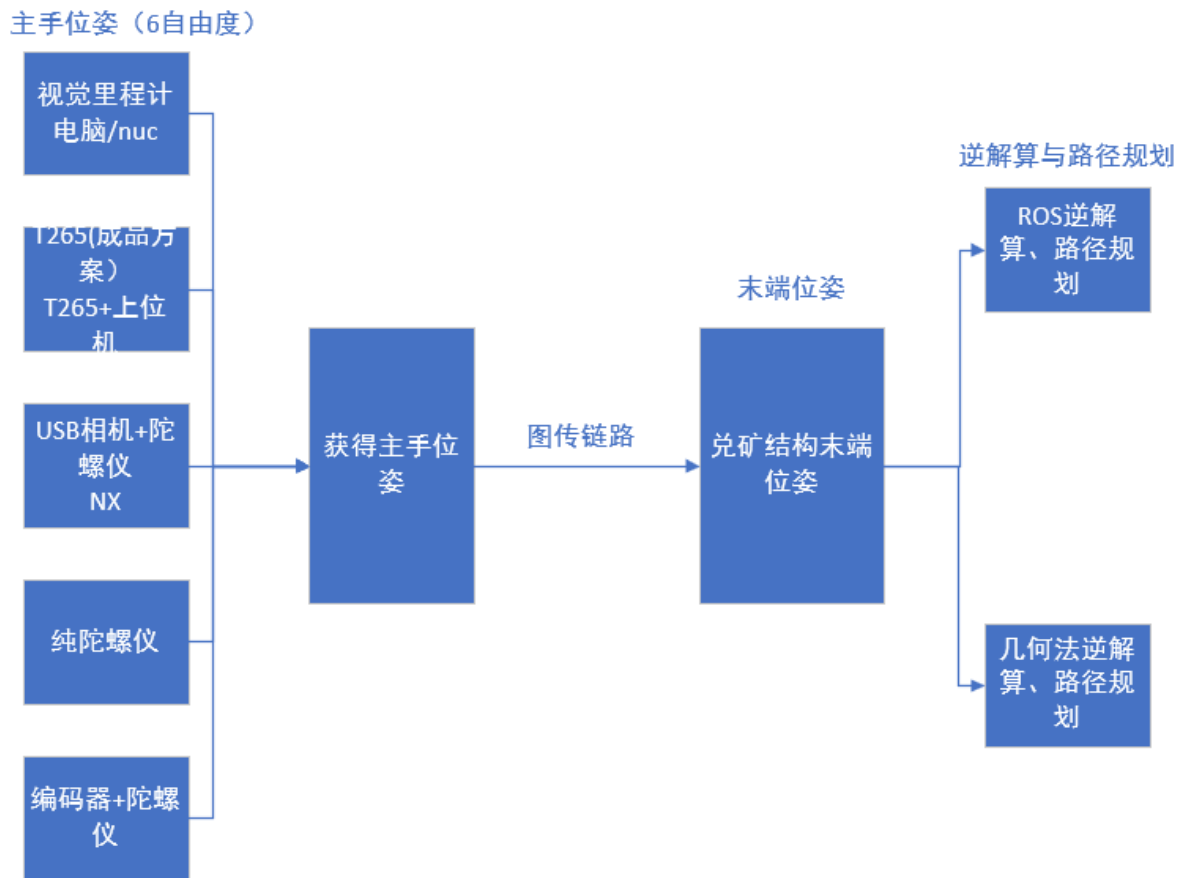 主手位姿（6自由度）
视觉里程计
电脑/nuc
T265(成品方
案）
T265+上位
机
USB相机+陀
螺仪
NX
纯陀螺仪
编码器+陀螺
仪
获得主手位
姿
图传链路
末端位姿
兑矿结构末端
位姿
逆解算与路径规划
ROS逆解
算、路径规
划
几何法逆解
算、路径规
划